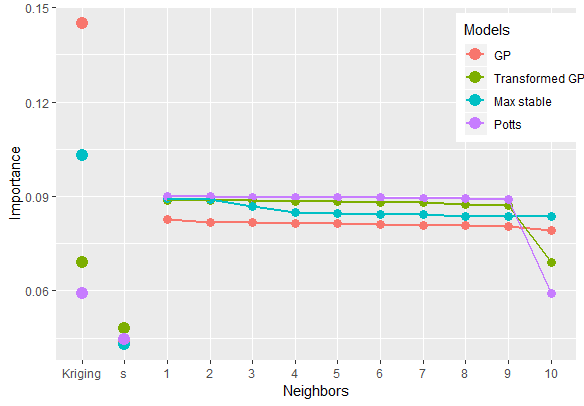 0.15
0.12
0.09
0.06
Importance
Kriging s 1 2 3 4 5 6 7 8 9 10
Neighbors
Models
GP
Transformed GP
Max stable
Potts